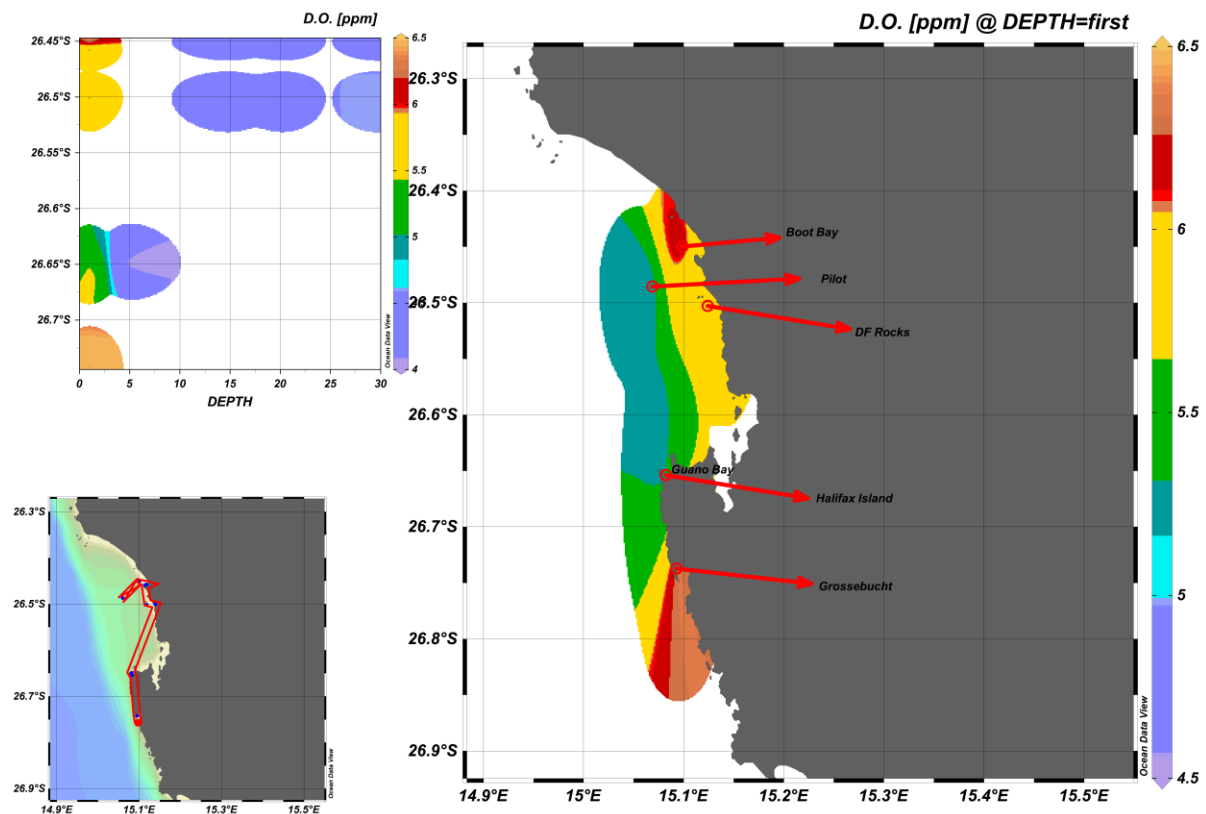 D.O. [ppm]
26.45°S
26.5°S
26.55°S
26.6°S
26.65°S
26.7°S
0
5
10
15
20
25
30
DEPTH
6.5
6
5.5
5
4
Ocean Data View
D.O. [ppm] @ DEPTH=first
26.3°S
26.4°S
26.5°S
26.6°S
26.7°S
26.8°S
26.9°S
14.9°E
15°E
15.1°E
15.2°E
15.3°E
15.4°E
15.5°E
Boot Bay
Pilot
DF Rocks
Guano Bay
Halifax Island
Grossebucht
Ocean Data View
6.5
6
5.5
5
4.5
26.3°S
26.5°S
26.7°S
26.9°S
14.9°E
15.1°E
15.3°E
15.5°E
Ocean Data View